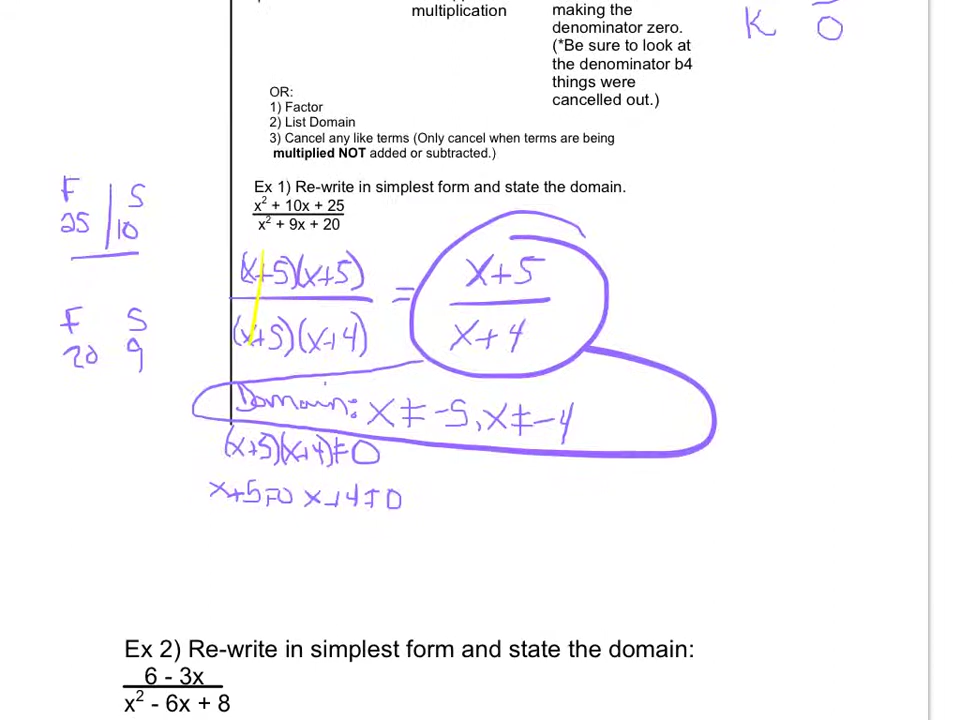 multiplication
making the
denominator zero.
(*Be sure to look at
the denominator b4
things were
cancelled out.)
K 0
OR:
1) Factor
2) List Domain
3) Cancel any like terms (Only cancel when terms are being
multiplied NOT added or subtracted.)
Ex 1) Re-write in simplest form and state the domain.
x² + 10x + 25
x² + 9x + 20
F S
25 10
F S
20 9
(x+5)(x+5) = x+5
(x+5)(x+4) x+4
Domain: x≠-5, x≠-4
(x+5)(x+4)≠0
x+5≠0 x+4≠0
Ex 2) Re-write in simplest form and state the domain:
6 - 3x
x² - 6x + 8